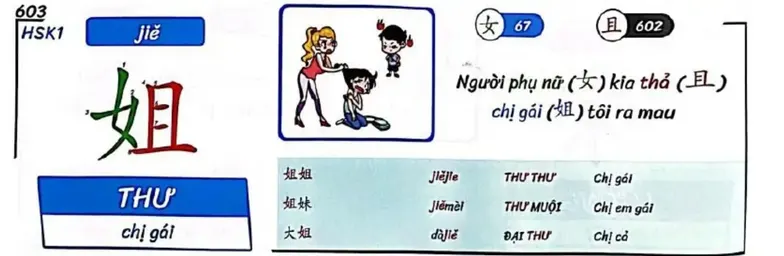 603
HSK1
jiě
姐
THƯ
chị gái
女 67
且 602
Người phụ nữ (女) kia thả (且)
chị gái (姐) tôi ra mau
姐姐 jiějie THƯ THƯ Chị gái
姐妹 jiěmèi THƯ MUỘI Chị em gái
大姐 dàjiě ĐẠI THƯ Chị cả